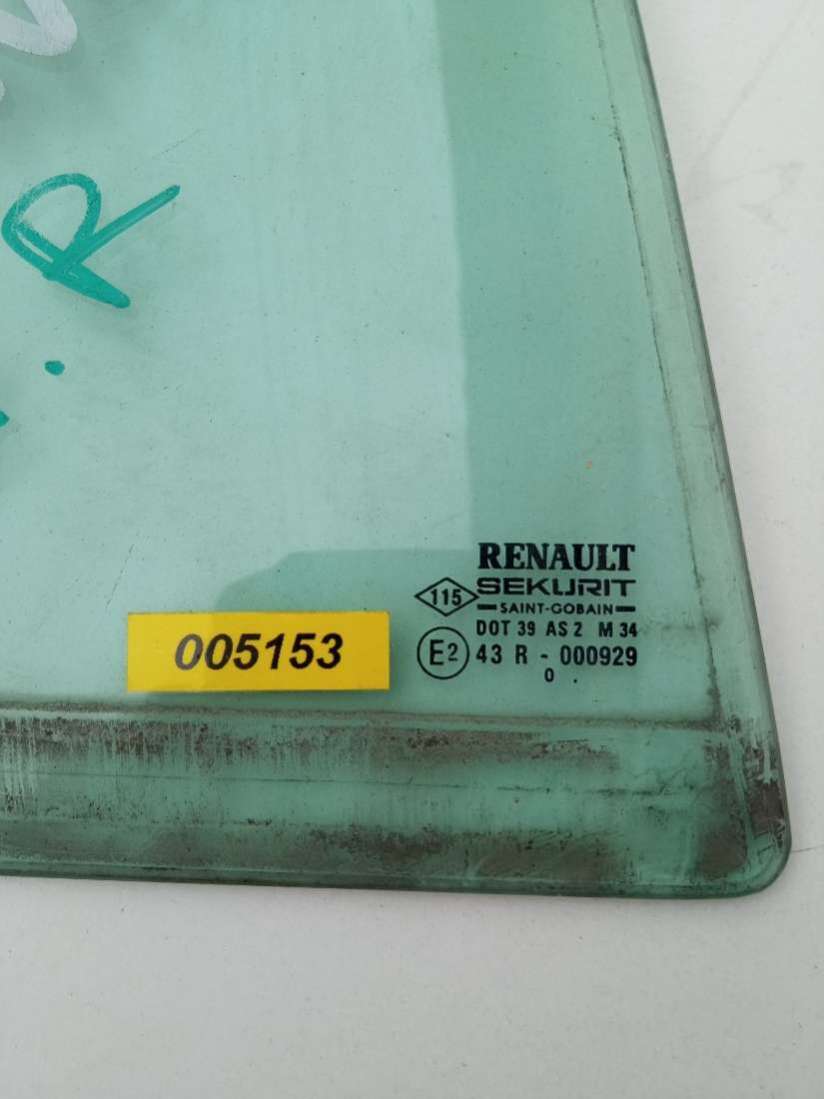 R
RENAULT
115 SEKURIT
SAINT-GOBAIN
DOT 39 AS 2 M 34
005153
E2 43 R - 000929
0 .